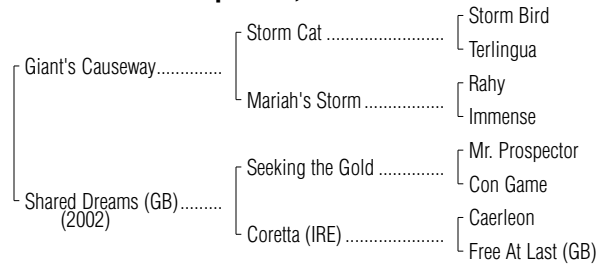 Storm Bird
Storm Cat ........................
Terlingua
Giant's Causeway..............
Rahy
Mariah's Storm .................
Immense
Mr. Prospector
Seeking the Gold ..............
Con Game
Shared Dreams (GB).........
(2002)
Caerleon
Coretta (IRE) .....................
Free At Last (GB)